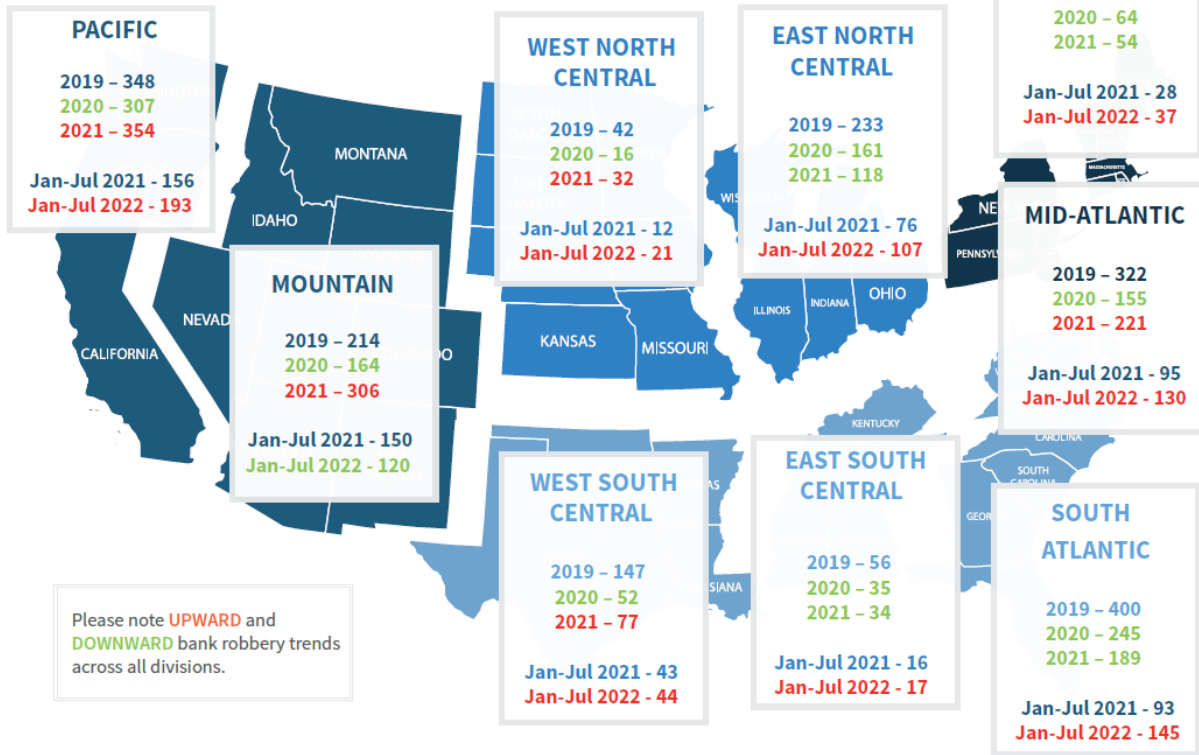 PACIFIC
2019 – 348
2020 – 307
2021 – 354
Jan-Jul 2021 - 156
Jan-Jul 2022 - 193
WEST NORTH
CENTRAL
2019 – 42
2020 – 16
2021 – 32
Jan-Jul 2021 - 12
Jan-Jul 2022 - 21
EAST NORTH
CENTRAL
2019 – 233
2020 – 161
2021 – 118
Jan-Jul 2021 - 76
Jan-Jul 2022 - 107
2020 – 64
2021 – 54
Jan-Jul 2021 - 28
Jan-Jul 2022 - 37
MASSACHUSETTS
MONTANA
IDAHO
MOUNTAIN
2019 – 214
2020 – 164
2021 – 306
Jan-Jul 2021 - 150
Jan-Jul 2022 - 120
NEVADA
CALIFORNIA
COLORADO
KANSAS
MISSOURI
ILLINOIS
INDIANA
OHIO
MID-ATLANTIC
2019 – 322
2020 – 155
2021 – 221
Jan-Jul 2021 - 95
Jan-Jul 2022 - 130
KENTUCKY
CAROLINA
SOUTH
CAROLINA
WEST SOUTH
CENTRAL
2019 – 147
2020 – 52
2021 – 77
Jan-Jul 2021 - 43
Jan-Jul 2022 - 44
EAST SOUTH
CENTRAL
2019 – 56
2020 – 35
2021 – 34
Jan-Jul 2021 - 16
Jan-Jul 2022 - 17
SOUTH
ATLANTIC
2019 – 400
2020 – 245
2021 – 189
Jan-Jul 2021 - 93
Jan-Jul 2022 - 145
Please note UPWARD and
DOWNWARD bank robbery trends
across all divisions.